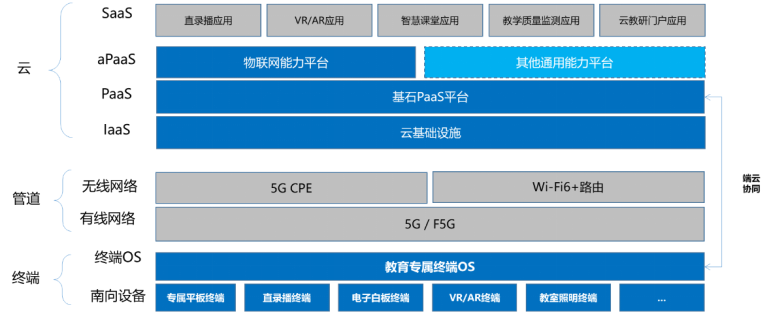 SaaS
直录播应用
VR/AR应用
智慧课堂应用
教学质量监测应用
云教研门户应用
云
aPaaS
物联网能力平台
其他通用能力平台
PaaS
基石PaaS平台
IaaS
云基础设施
管道
无线网络
5G CPE
Wi-Fi6+路由
端云
协同
有线网络
5G / F5G
终端
终端OS
教育专属终端OS
南向设备
专属平板终端
直录播终端
电子白板终端
VR/AR终端
教室照明终端
...